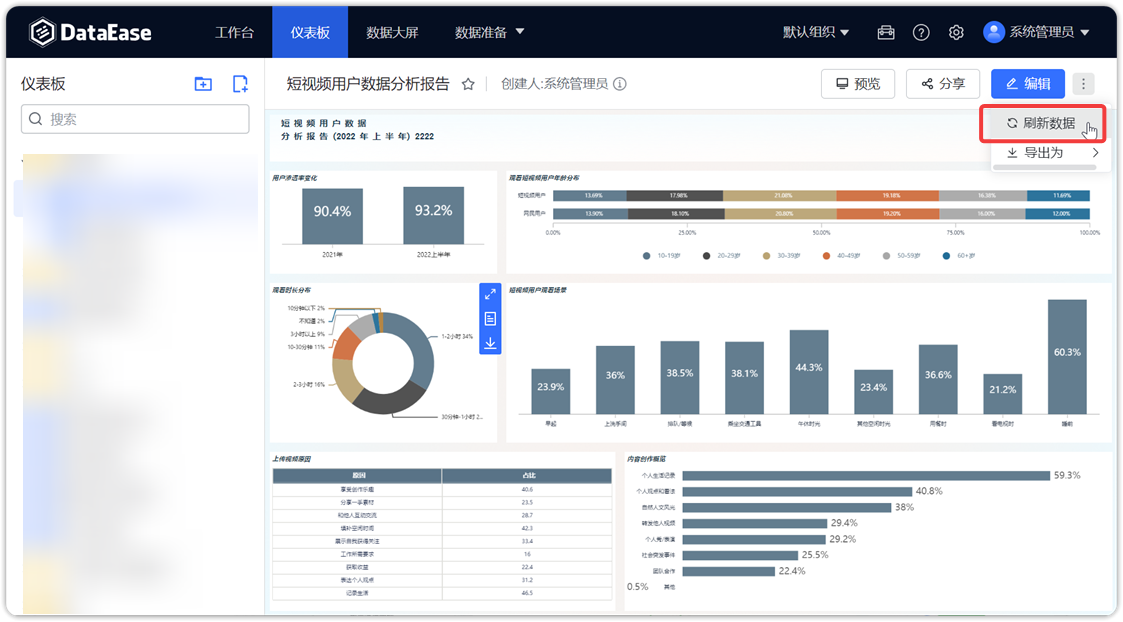 DataEase 工作台 仪表板 数据大屏 数据准备 默认组织 系统管理员
仪表板
搜索
短视频用户数据分析报告 创建人:系统管理员 预览 分享 编辑
刷新数据
导出为
短视频用户数据
分析报告 (2022 年上半年) 2222
用户渗透率变化
90.4% 93.2%
2021年 2022上半年
观看短视频用户年龄分布
短视频用户 13.69% 17.98% 21.06% 19.18% 16.38% 11.69%
网民用户 13.90% 18.10% 20.80% 19.20% 16.00% 12.00%
0.00% 25.00% 50.00% 75.00% 100.00%
10-19岁 20-29岁 30-39岁 40-49岁 50-59岁 60+岁
观看时长分布
10分钟以下 2%
不知道 2%
3小时以上 9%
10-30分钟 11%
2-3小时 16%
1-2小时 34%
30分钟-1小时 2...
短视频用户观看场景
23.9% 36% 38.5% 38.1% 44.3% 23.4% 36.6% 21.2% 60.3%
早起 上洗手间 排队/等候 乘坐交通工具 午休时光 其他空闲时光 用餐时 看电视时 睡前
上传视频原因
原因 占比
享受创作乐趣 40.6
分享一手素材 23.5
和他人互动交流 28.7
填补空闲时间 42.3
展示自我获得关注 33.4
工作所需要求 16
获取收益 22.4
表达个人观点 31.2
记录生活 46.5
内容创作概览
个人生活记录 59.3%
个人观点和看法 40.8%
自然人文风光 38%
转发他人视频 29.4%
个人秀/表演 29.2%
社会突发事件 25.5%
团队合作 22.4%
0.5% 其他